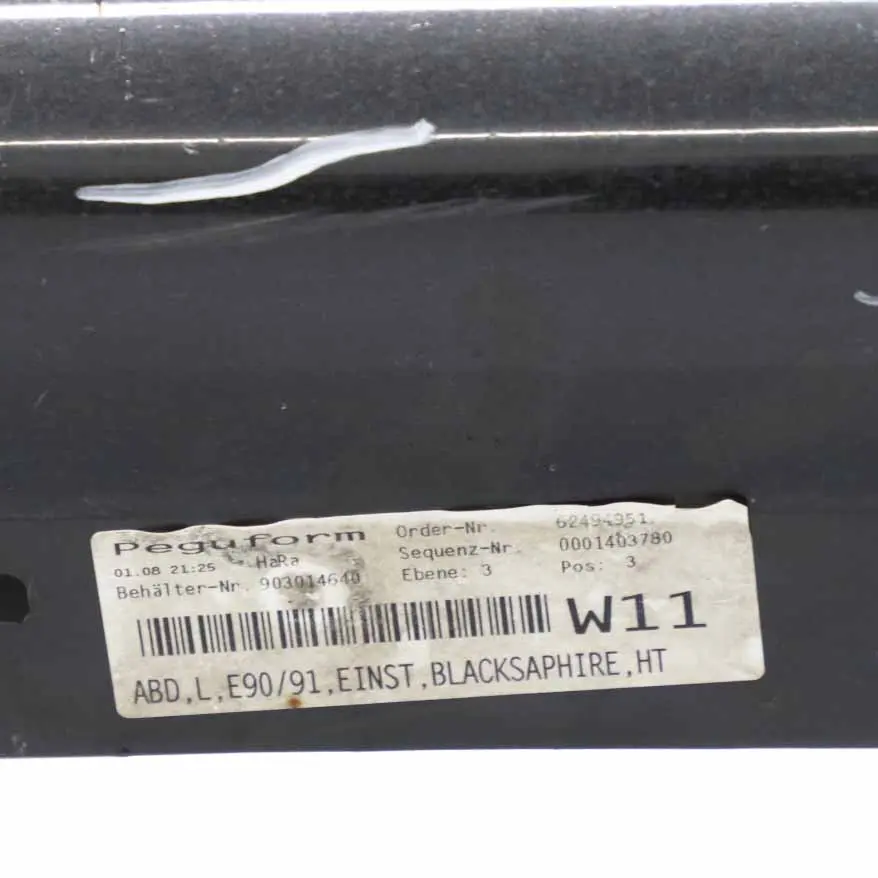 Peguform Order-Nr. 62494951.
01.08 21:25 HaRa Sequenz-Nr. 0001403780
Behälter-Nr. 903014640 Ebene: 3 Pos: 3
W11
ABD,L,E90/91,EINST,BLACKSAPHIRE,HT